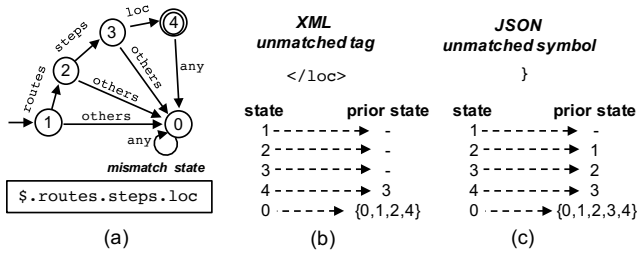 routes
steps
loc
others
others
others
any
any
1
2
3
4
0
mismatch state
$.routes.steps.loc
(a)
XML
unmatched tag
</loc>
state prior state
1 -
2 -
3 -
4 3
0 {0,1,2,4}
(b)
JSON
unmatched symbol
}
state prior state
1 -
2 1
3 2
4 3
0 {0,1,2,3,4}
(c)